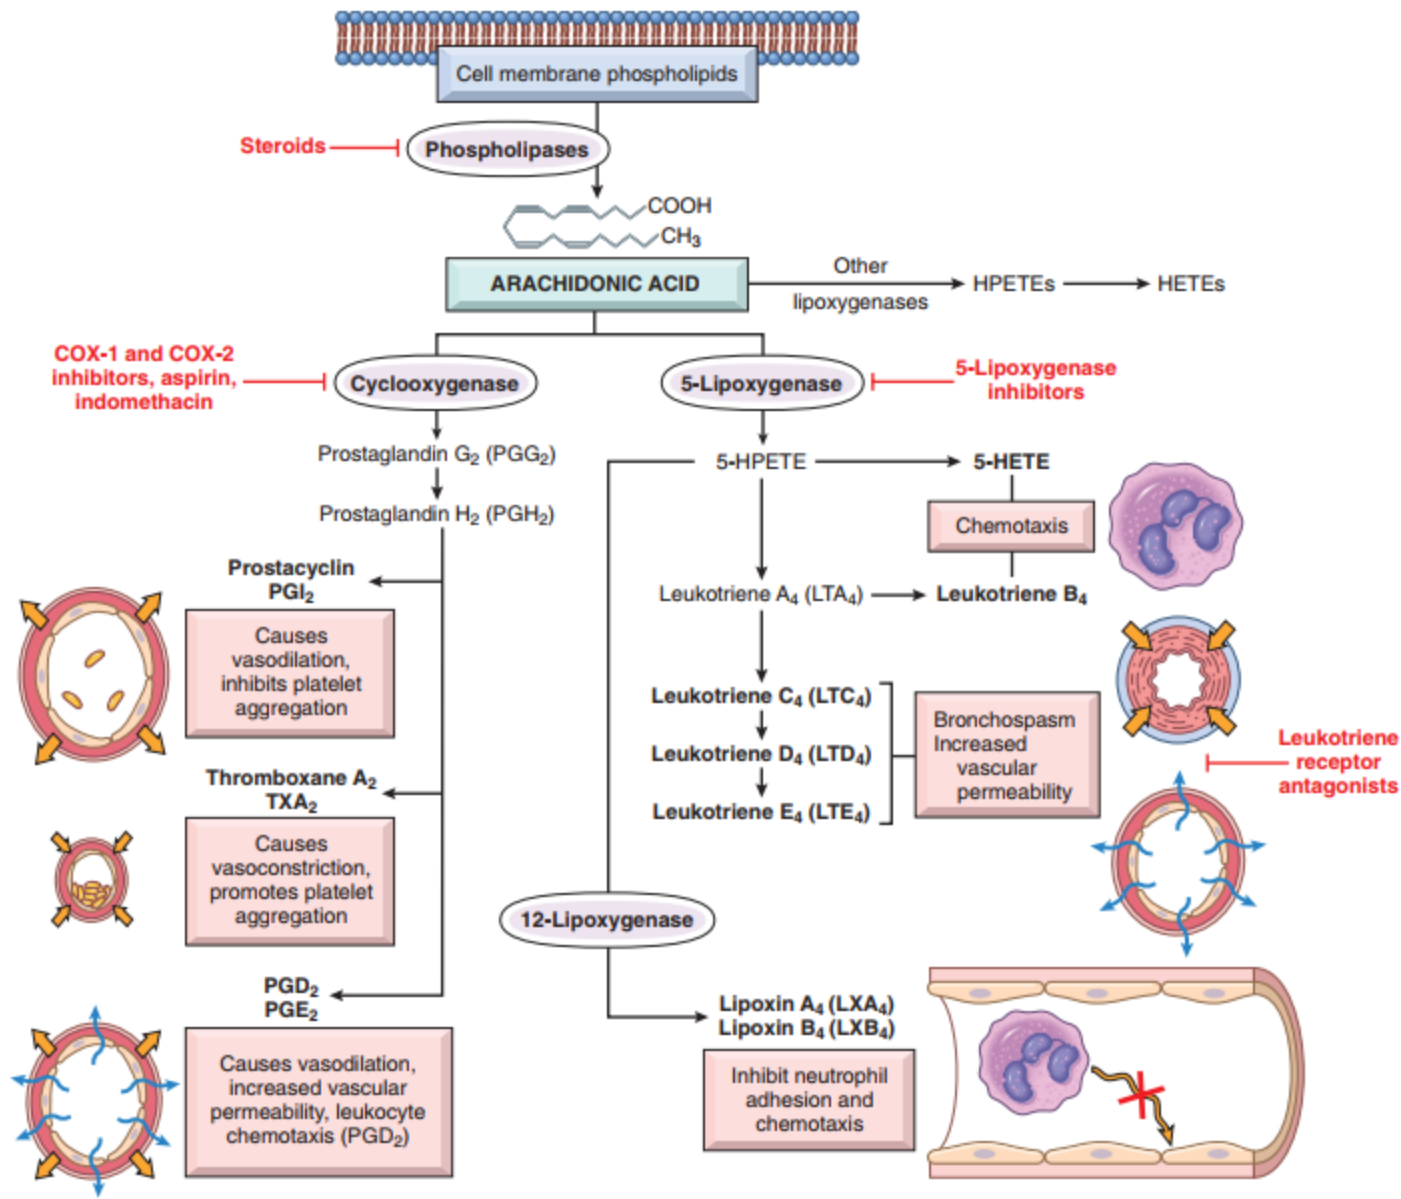 Cell membrane phospholipids
Steroids
Phospholipases
COOH
CH₃
ARACHIDONIC ACID
Other
lipoxygenases
HPETEs
HETEs
COX-1 and COX-2
inhibitors, aspirin,
indomethacin
Cyclooxygenase
5-Lipoxygenase
5-Lipoxygenase
inhibitors
Prostaglandin G₂ (PGG₂)
Prostaglandin H₂ (PGH₂)
5-HPETE
5-HETE
Chemotaxis
Leukotriene A₄ (LTA₄)
Leukotriene B₄
Prostacyclin
PGI₂
Causes
vasodilation,
inhibits platelet
aggregation
Leukotriene C₄ (LTC₄)
Leukotriene D₄ (LTD₄)
Leukotriene E₄ (LTE₄)
Bronchospasm
Increased
vascular
permeability
Leukotriene
receptor
antagonists
Thromboxane A₂
TXA₂
Causes
vasoconstriction,
promotes platelet
aggregation
12-Lipoxygenase
PGD₂
PGE₂
Causes vasodilation,
increased vascular
permeability, leukocyte
chemotaxis (PGD₂)
Lipoxin A₄ (LXA₄)
Lipoxin B₄ (LXB₄)
Inhibit neutrophil
adhesion and
chemotaxis